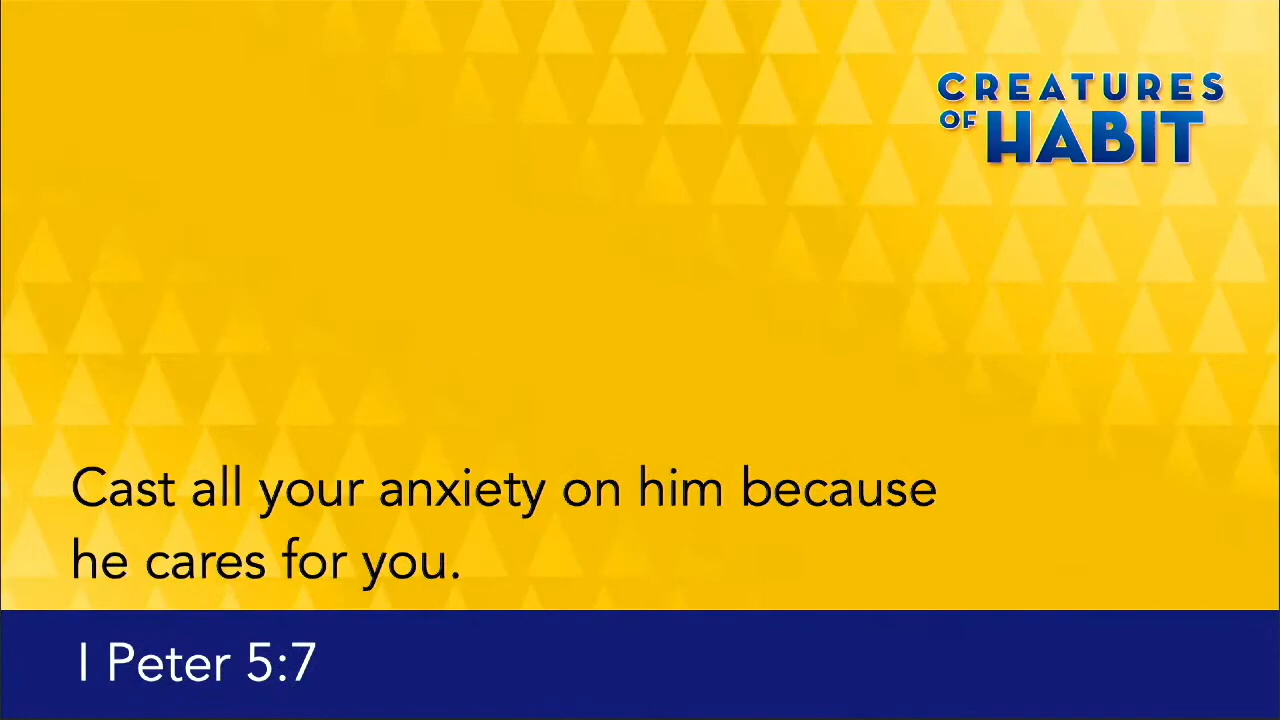 CREATURES
OF HABIT
Cast all your anxiety on him because
he cares for you.
I Peter 5:7